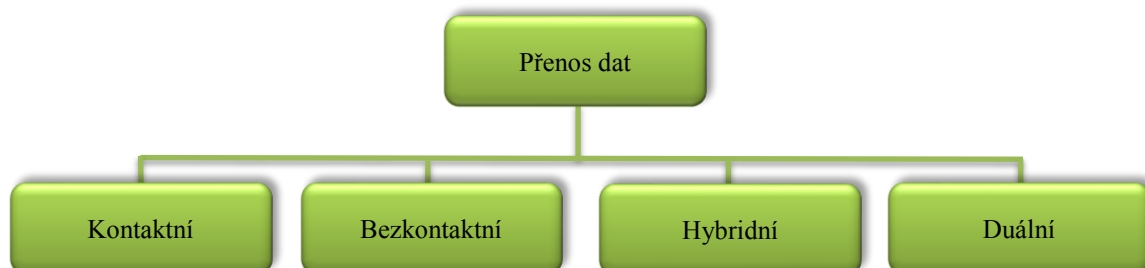 Přenos dat
Kontaktní
Bezkontaktní
Hybridní
Duální